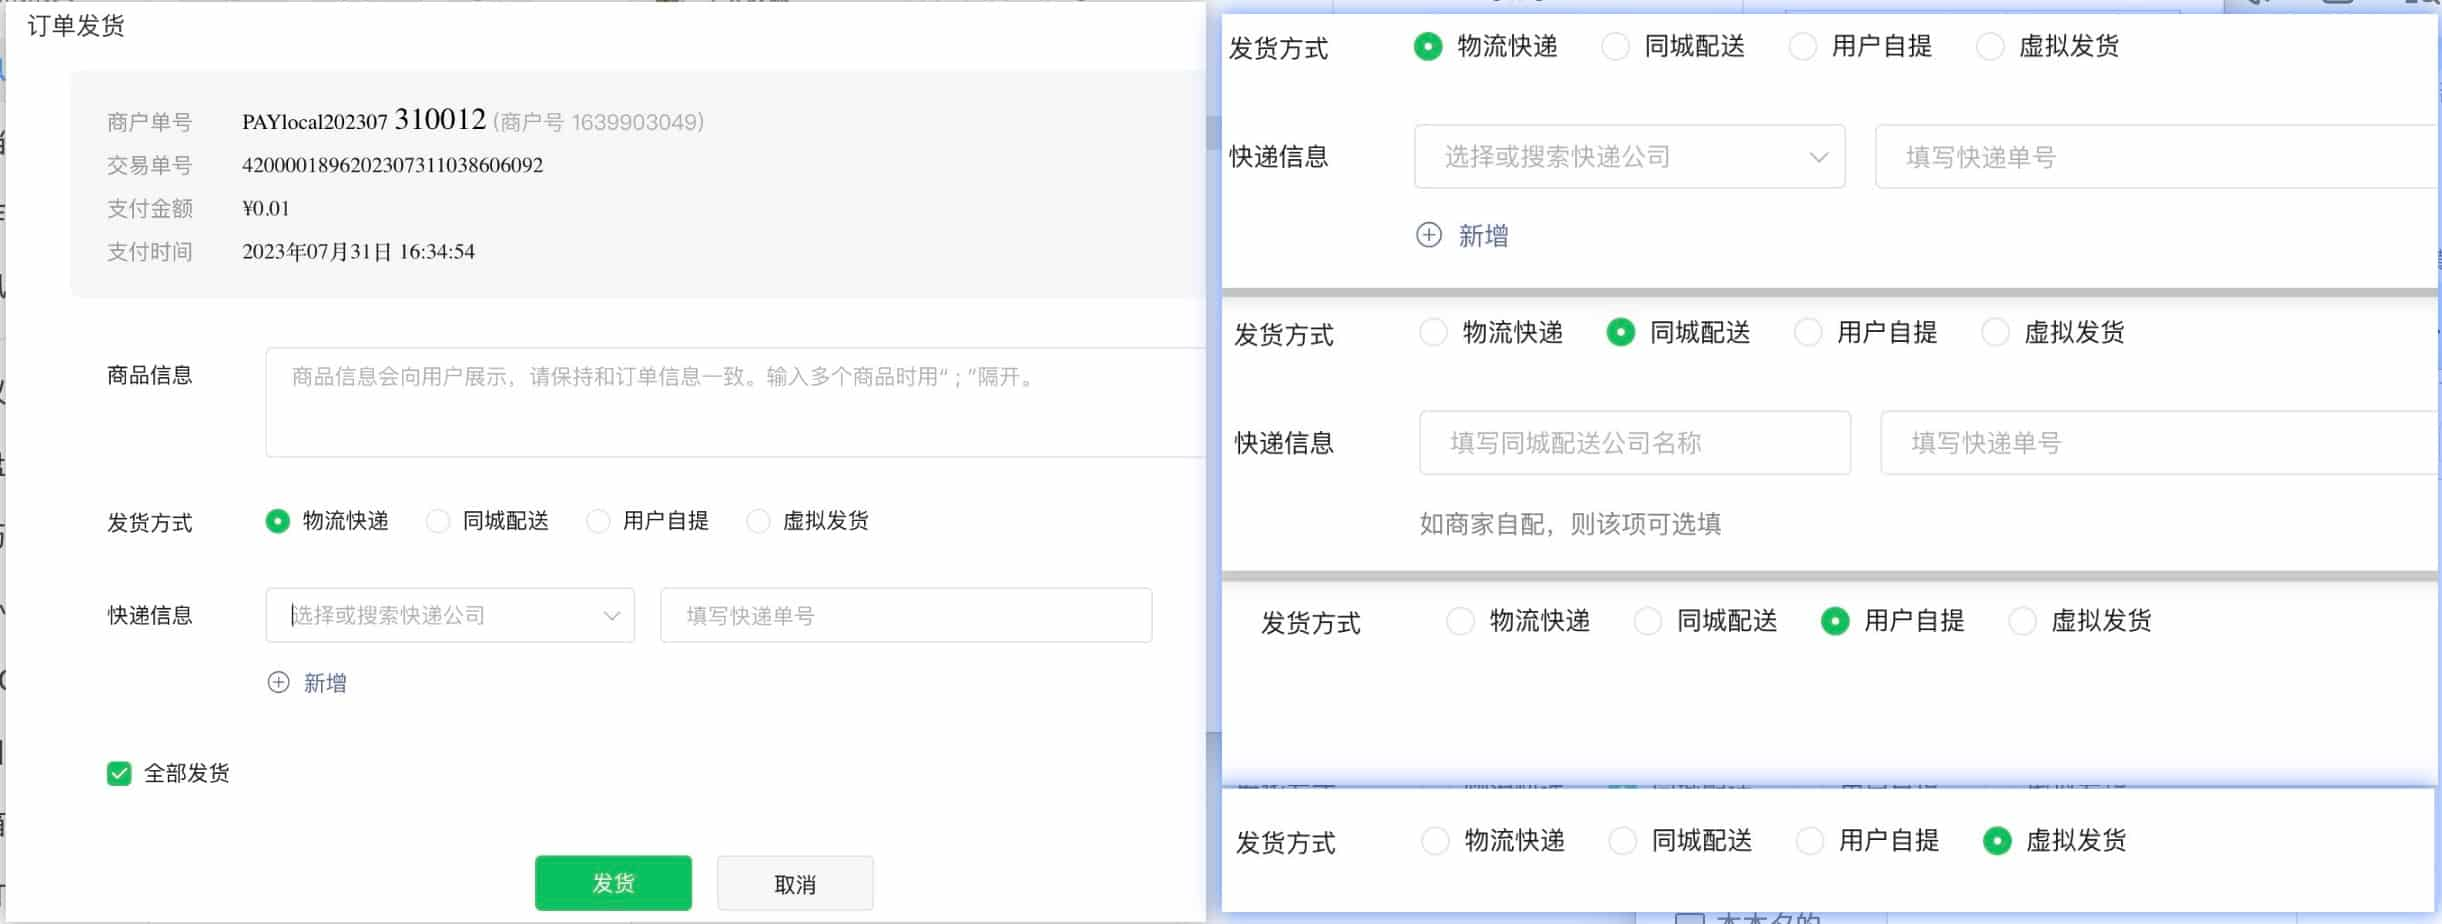 订单发货
商户单号 PAYlocal202307 310012 (商户号 1639903049)
交易单号 4200001896202307311038606092
支付金额 ¥0.01
支付时间 2023年07月31日 16:34:54
商品信息 商品信息会向用户展示，请保持和订单信息一致。输入多个商品时用“ ; ”隔开。
发货方式 物流快递 同城配送 用户自提 虚拟发货
快递信息 选择或搜索快递公司 填写快递单号
新增
全部发货
发货 取消
发货方式 物流快递 同城配送 用户自提 虚拟发货
快递信息 选择或搜索快递公司 填写快递单号
新增
发货方式 物流快递 同城配送 用户自提 虚拟发货
快递信息 填写同城配送公司名称 填写快递单号
如商家自配，则该项可选填
发货方式 物流快递 同城配送 用户自提 虚拟发货
发货方式 物流快递 同城配送 用户自提 虚拟发货